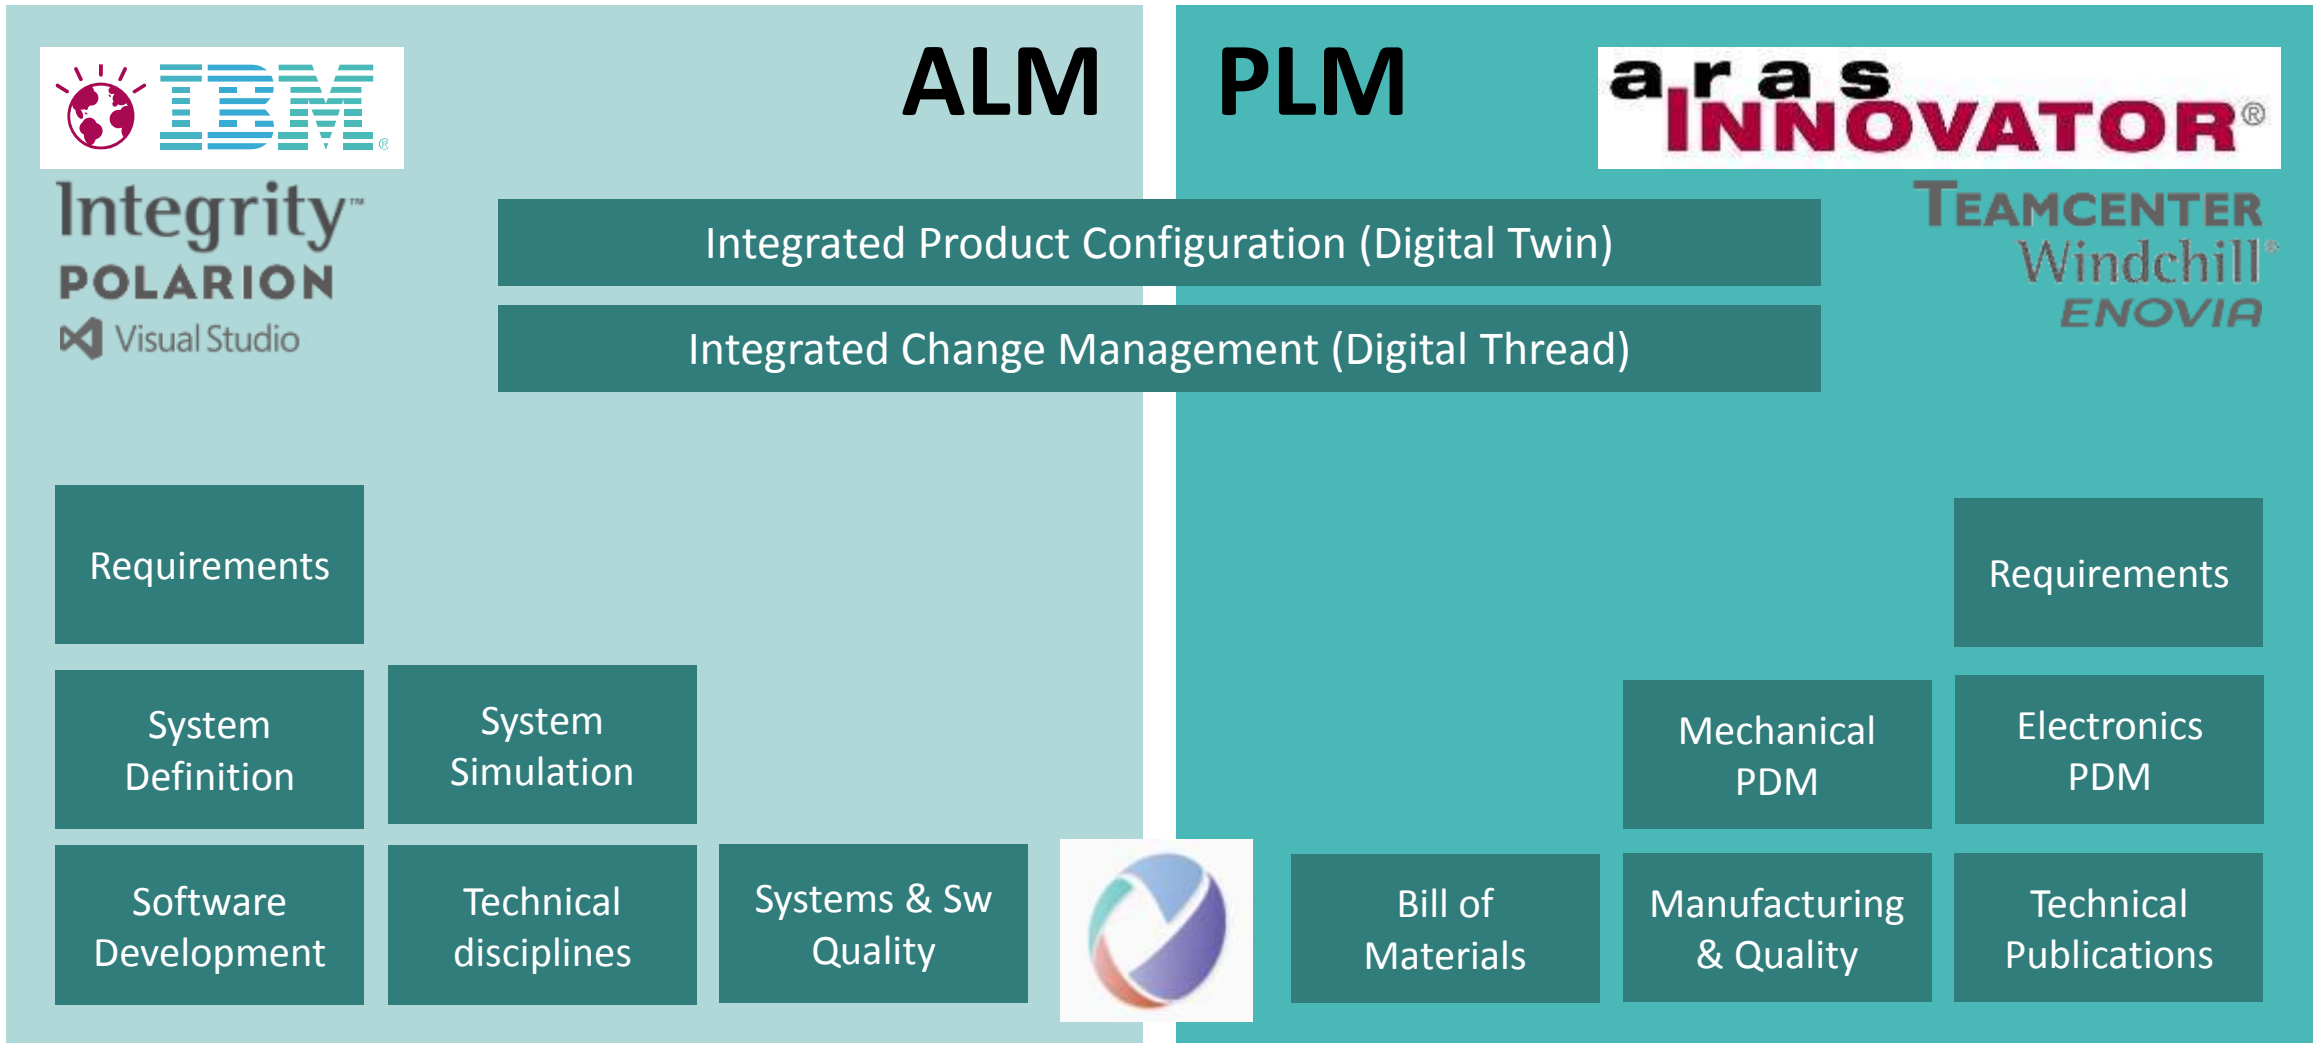 ALM
PLM
IBM®
aras
INNOVATOR®
Integrity™
POLARION
Visual Studio
TEAMCENTER
Windchill®
ENOVIA
Integrated Product Configuration (Digital Twin)
Integrated Change Management (Digital Thread)
Requirements
System
Definition
System
Simulation
Software
Development
Technical
disciplines
Systems & Sw
Quality
Requirements
Mechanical
PDM
Electronics
PDM
Bill of
Materials
Manufacturing
& Quality
Technical
Publications